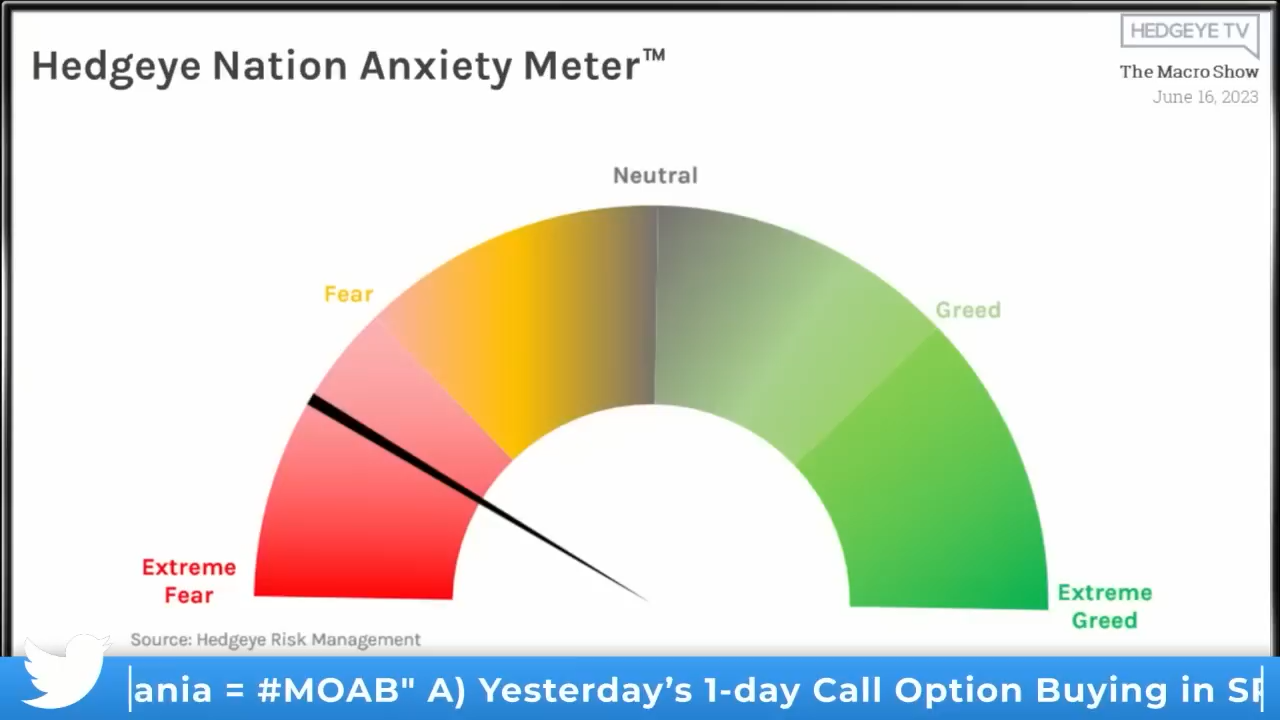 HEDGEYE TV
Hedgeye Nation Anxiety Meter™
The Macro Show
June 16, 2023
Neutral
Fear
Greed
Extreme
Fear
Extreme
Greed
Source: Hedgeye Risk Management
ania = #MOAB" A) Yesterday’s 1-day Call Option Buying in SP